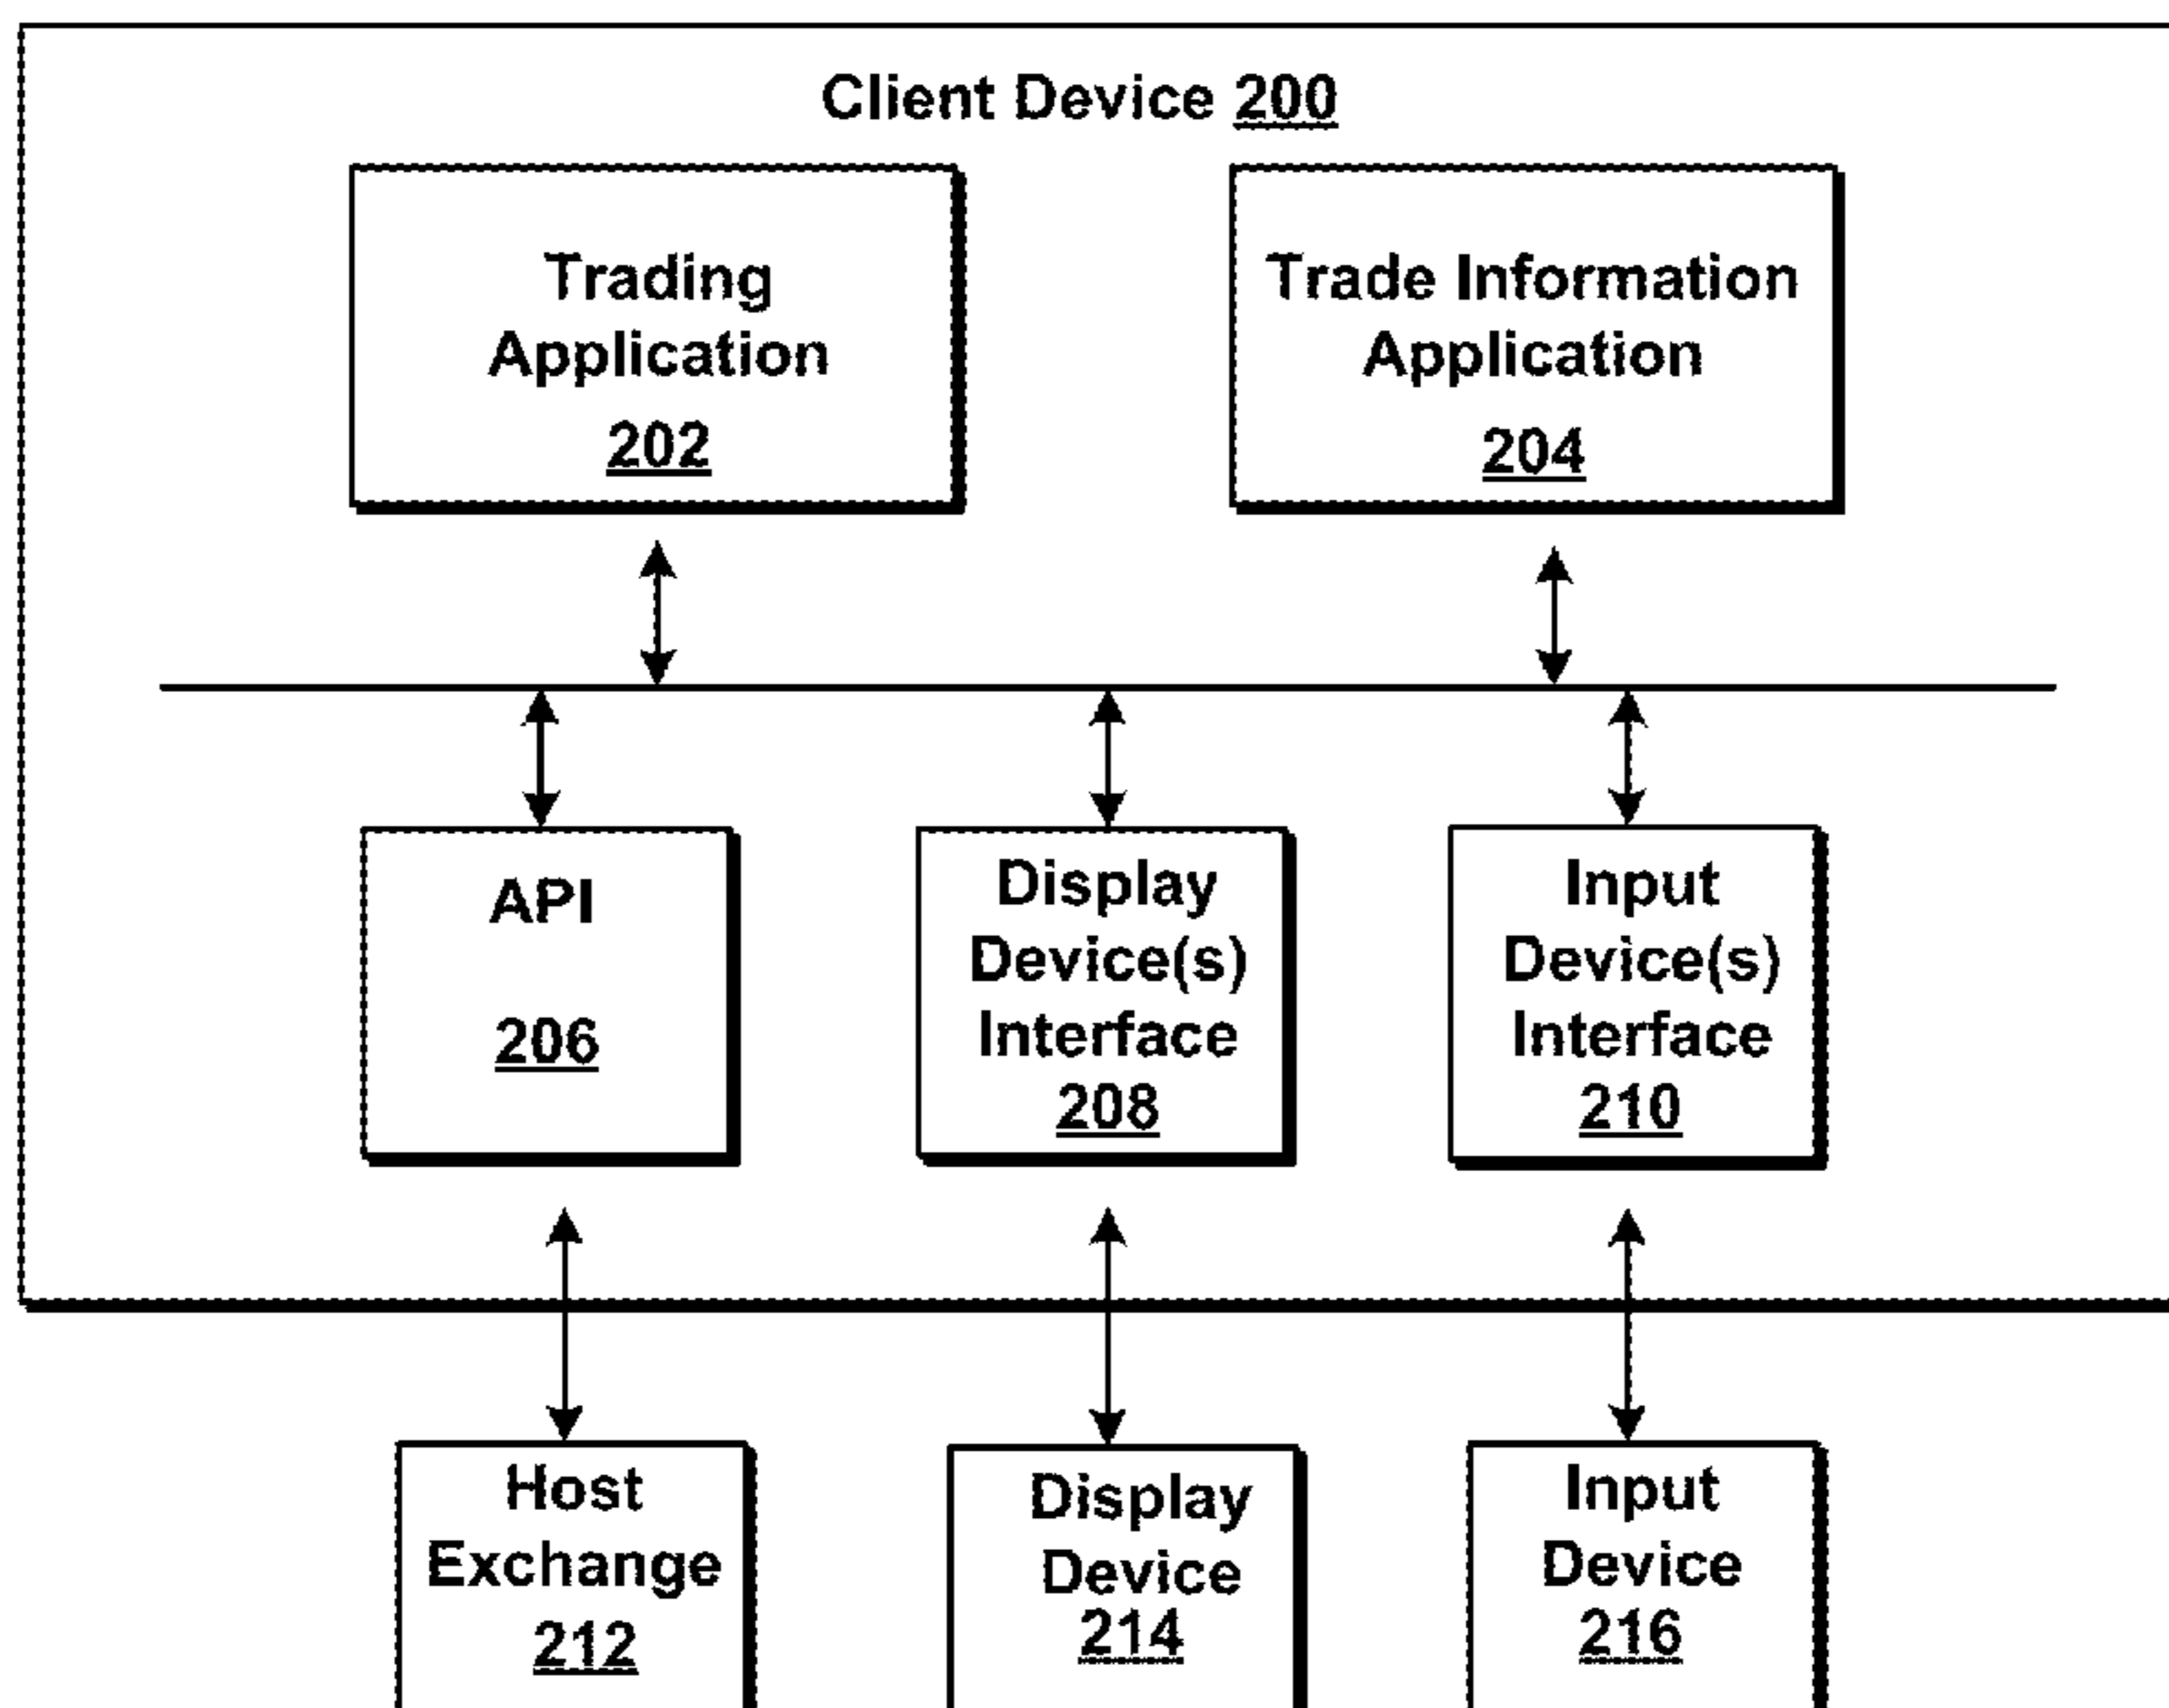 Client Device 200
Trading
Application
202
Trade Information
Application
204
API
206
Display
Device(s)
Interface
208
Input
Device(s)
Interface
210
Host
Exchange
212
Display
Device
214
Input
Device
216